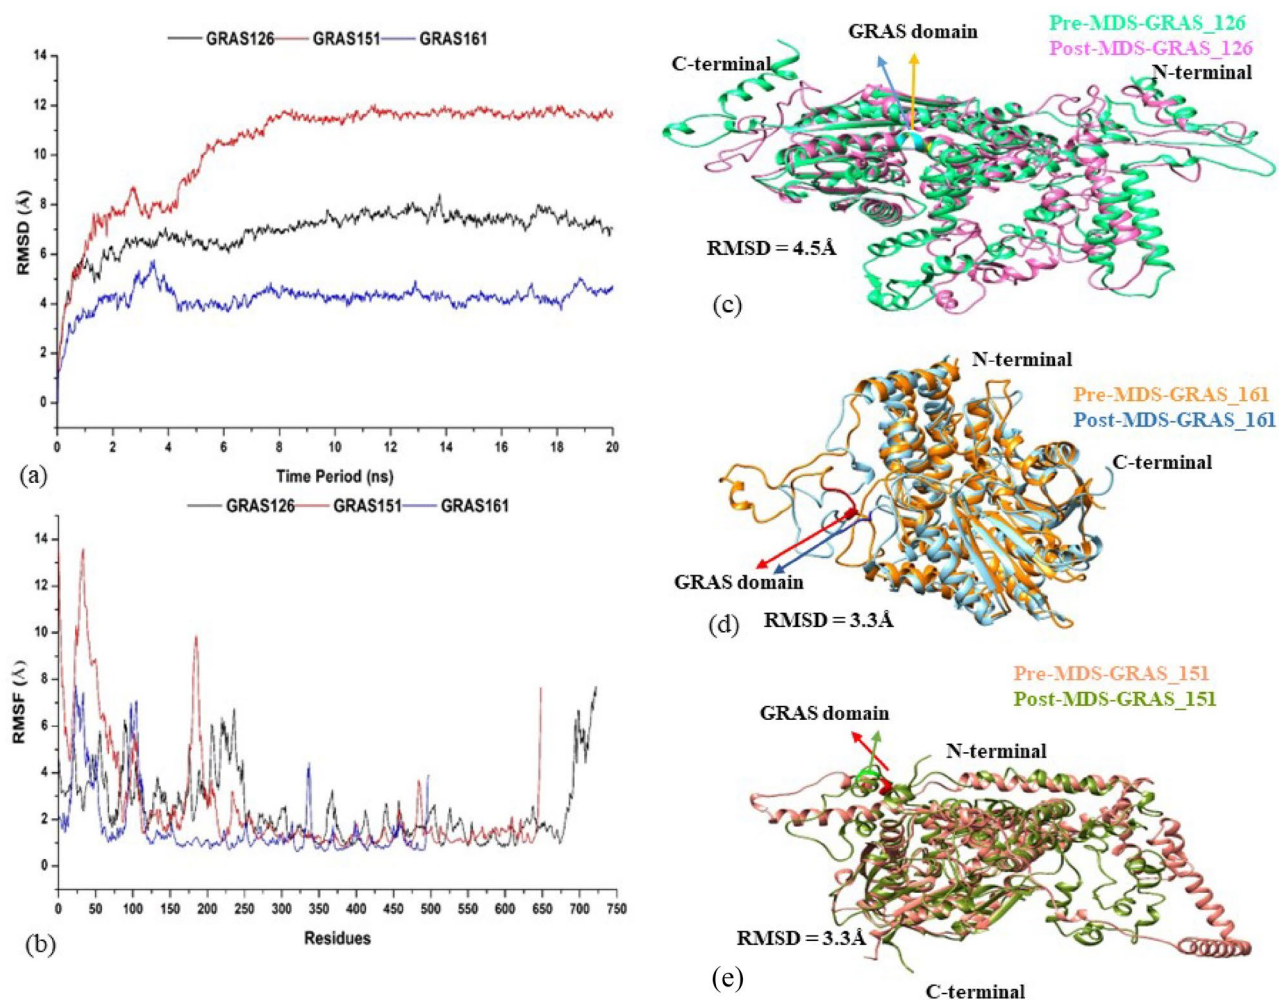 GRAS126 GRAS151 GRAS161
14
12
10
8
6
4
2
0
RMSD (Å)
0 2 4 6 8 10 12 14 16 18 20
Time Period (ns)
(a)
GRAS126 GRAS151 GRAS161
14
12
10
8
6
4
2
0
RMSF (Å)
0 50 100 150 200 250 300 350 400 450 500 550 600 650 700 750
Residues
(b)
Pre-MDS-GRAS_126
Post-MDS-GRAS_126
GRAS domain
C-terminal
N-terminal
RMSD = 4.5Å
(c)
N-terminal
Pre-MDS-GRAS_161
Post-MDS-GRAS_161
C-terminal
GRAS domain
RMSD = 3.3Å
(d)
Pre-MDS-GRAS_151
Post-MDS-GRAS_151
GRAS domain
N-terminal
RMSD = 3.3Å
(e)
C-terminal